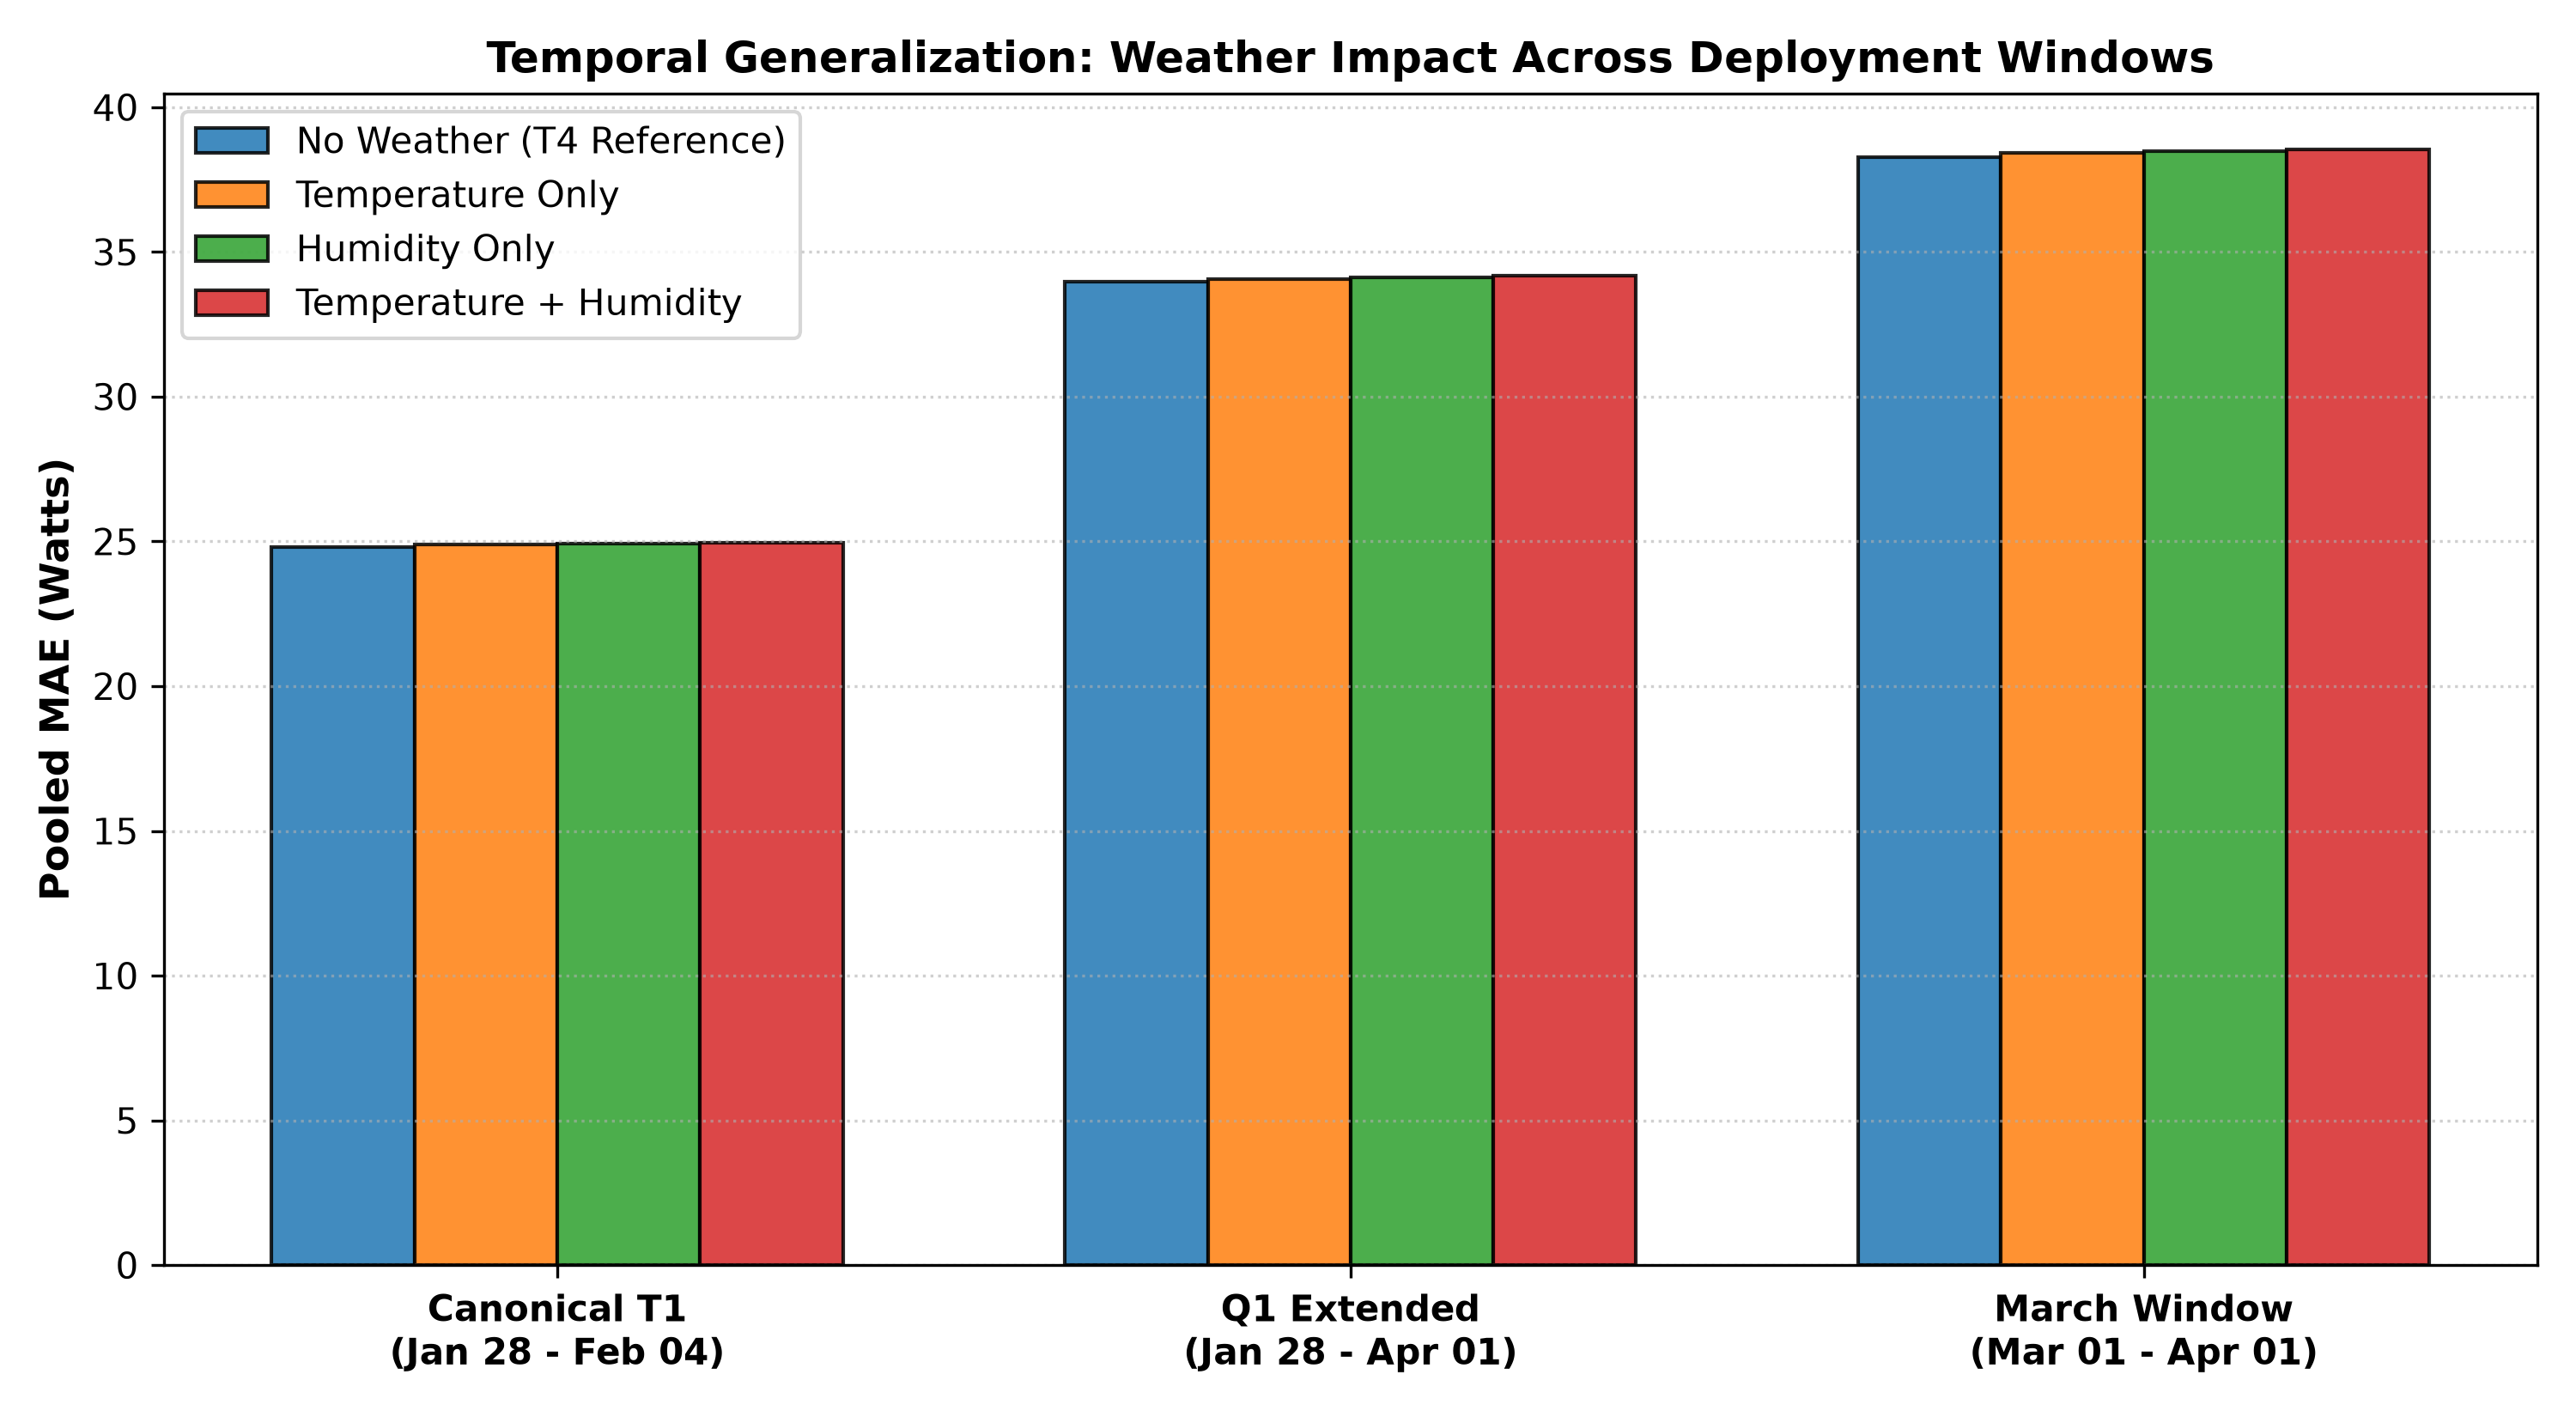 Temporal Generalization: Weather Impact Across Deployment Windows
40
35
30
25
20
15
10
5
0
Pooled MAE (Watts)
No Weather (T4 Reference)
Temperature Only
Humidity Only
Temperature + Humidity
Canonical T1
(Jan 28 - Feb 04)
Q1 Extended
(Jan 28 - Apr 01)
March Window
(Mar 01 - Apr 01)